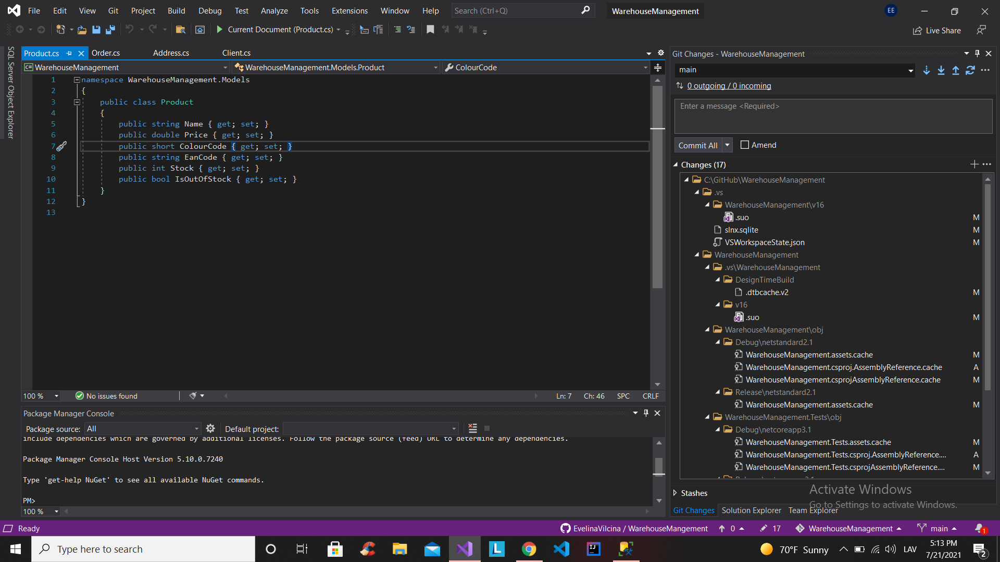 File Edit View Git Project Build Debug Test Analyze Tools Extensions Window Help Search (Ctrl+Q) WarehouseManagement EE
Current Document (Product.cs) Live Share
SQL Server Object Explorer
Product.cs Order.cs Address.cs Client.cs
C# WarehouseManagement WarehouseManagement.Models.Product ColourCode
1 namespace WarehouseManagement.Models
2 {
3 public class Product
4 {
5 public string Name { get; set; }
6 public double Price { get; set; }
7 public short ColourCode { get; set; }
8 public string EanCode { get; set; }
9 public int Stock { get; set; }
10 public bool IsOutOfStock { get; set; }
11 }
12 }
13
100 % No issues found Ln: 7 Ch: 46 SPC CRLF
Package Manager Console
Package source: All Default project:
include dependencies which are governed by additional licenses. Follow the package source (feed) URL to determine any dependencies.
Package Manager Console Host Version 5.10.0.7240
Type 'get-help NuGet' to see all available NuGet commands.
PM>
100 %
Git Changes - WarehouseManagement
main
0 outgoing / 0 incoming
Enter a message <Required>
Commit All Amend
Changes (17)
C:\GitHub\WarehouseManagement
.vs
WarehouseManagement\v16
.suo M
slnx.sqlite M
VSWorkspaceState.json M
WarehouseManagement
.vs\WarehouseManagement
DesignTimeBuild
.dtbcache.v2 M
v16
.suo M
WarehouseManagement\obj
Debug\netstandard2.1
WarehouseManagement.assets.cache M
WarehouseManagement.csproj.AssemblyReference.cache A
WarehouseManagement.csprojAssemblyReference.cache M
Release\netstandard2.1
WarehouseManagement.assets.cache M
WarehouseManagement.Tests\obj
Debug\netcoreapp3.1
WarehouseManagement.Tests.assets.cache M
WarehouseManagement.Tests.csproj.AssemblyReference.... A
WarehouseManagement.Tests.csprojAssemblyReference.... M
Stashes
Activate Windows
Go to Settings to activate Windows.
Git Changes Solution Explorer Team Explorer
Ready EvelinaVilcina / WarehouseMangement 0 17 WarehouseManagement main 1
Type here to search L IJ 70°F Sunny LAV 5:13 PM
7/21/2021 2